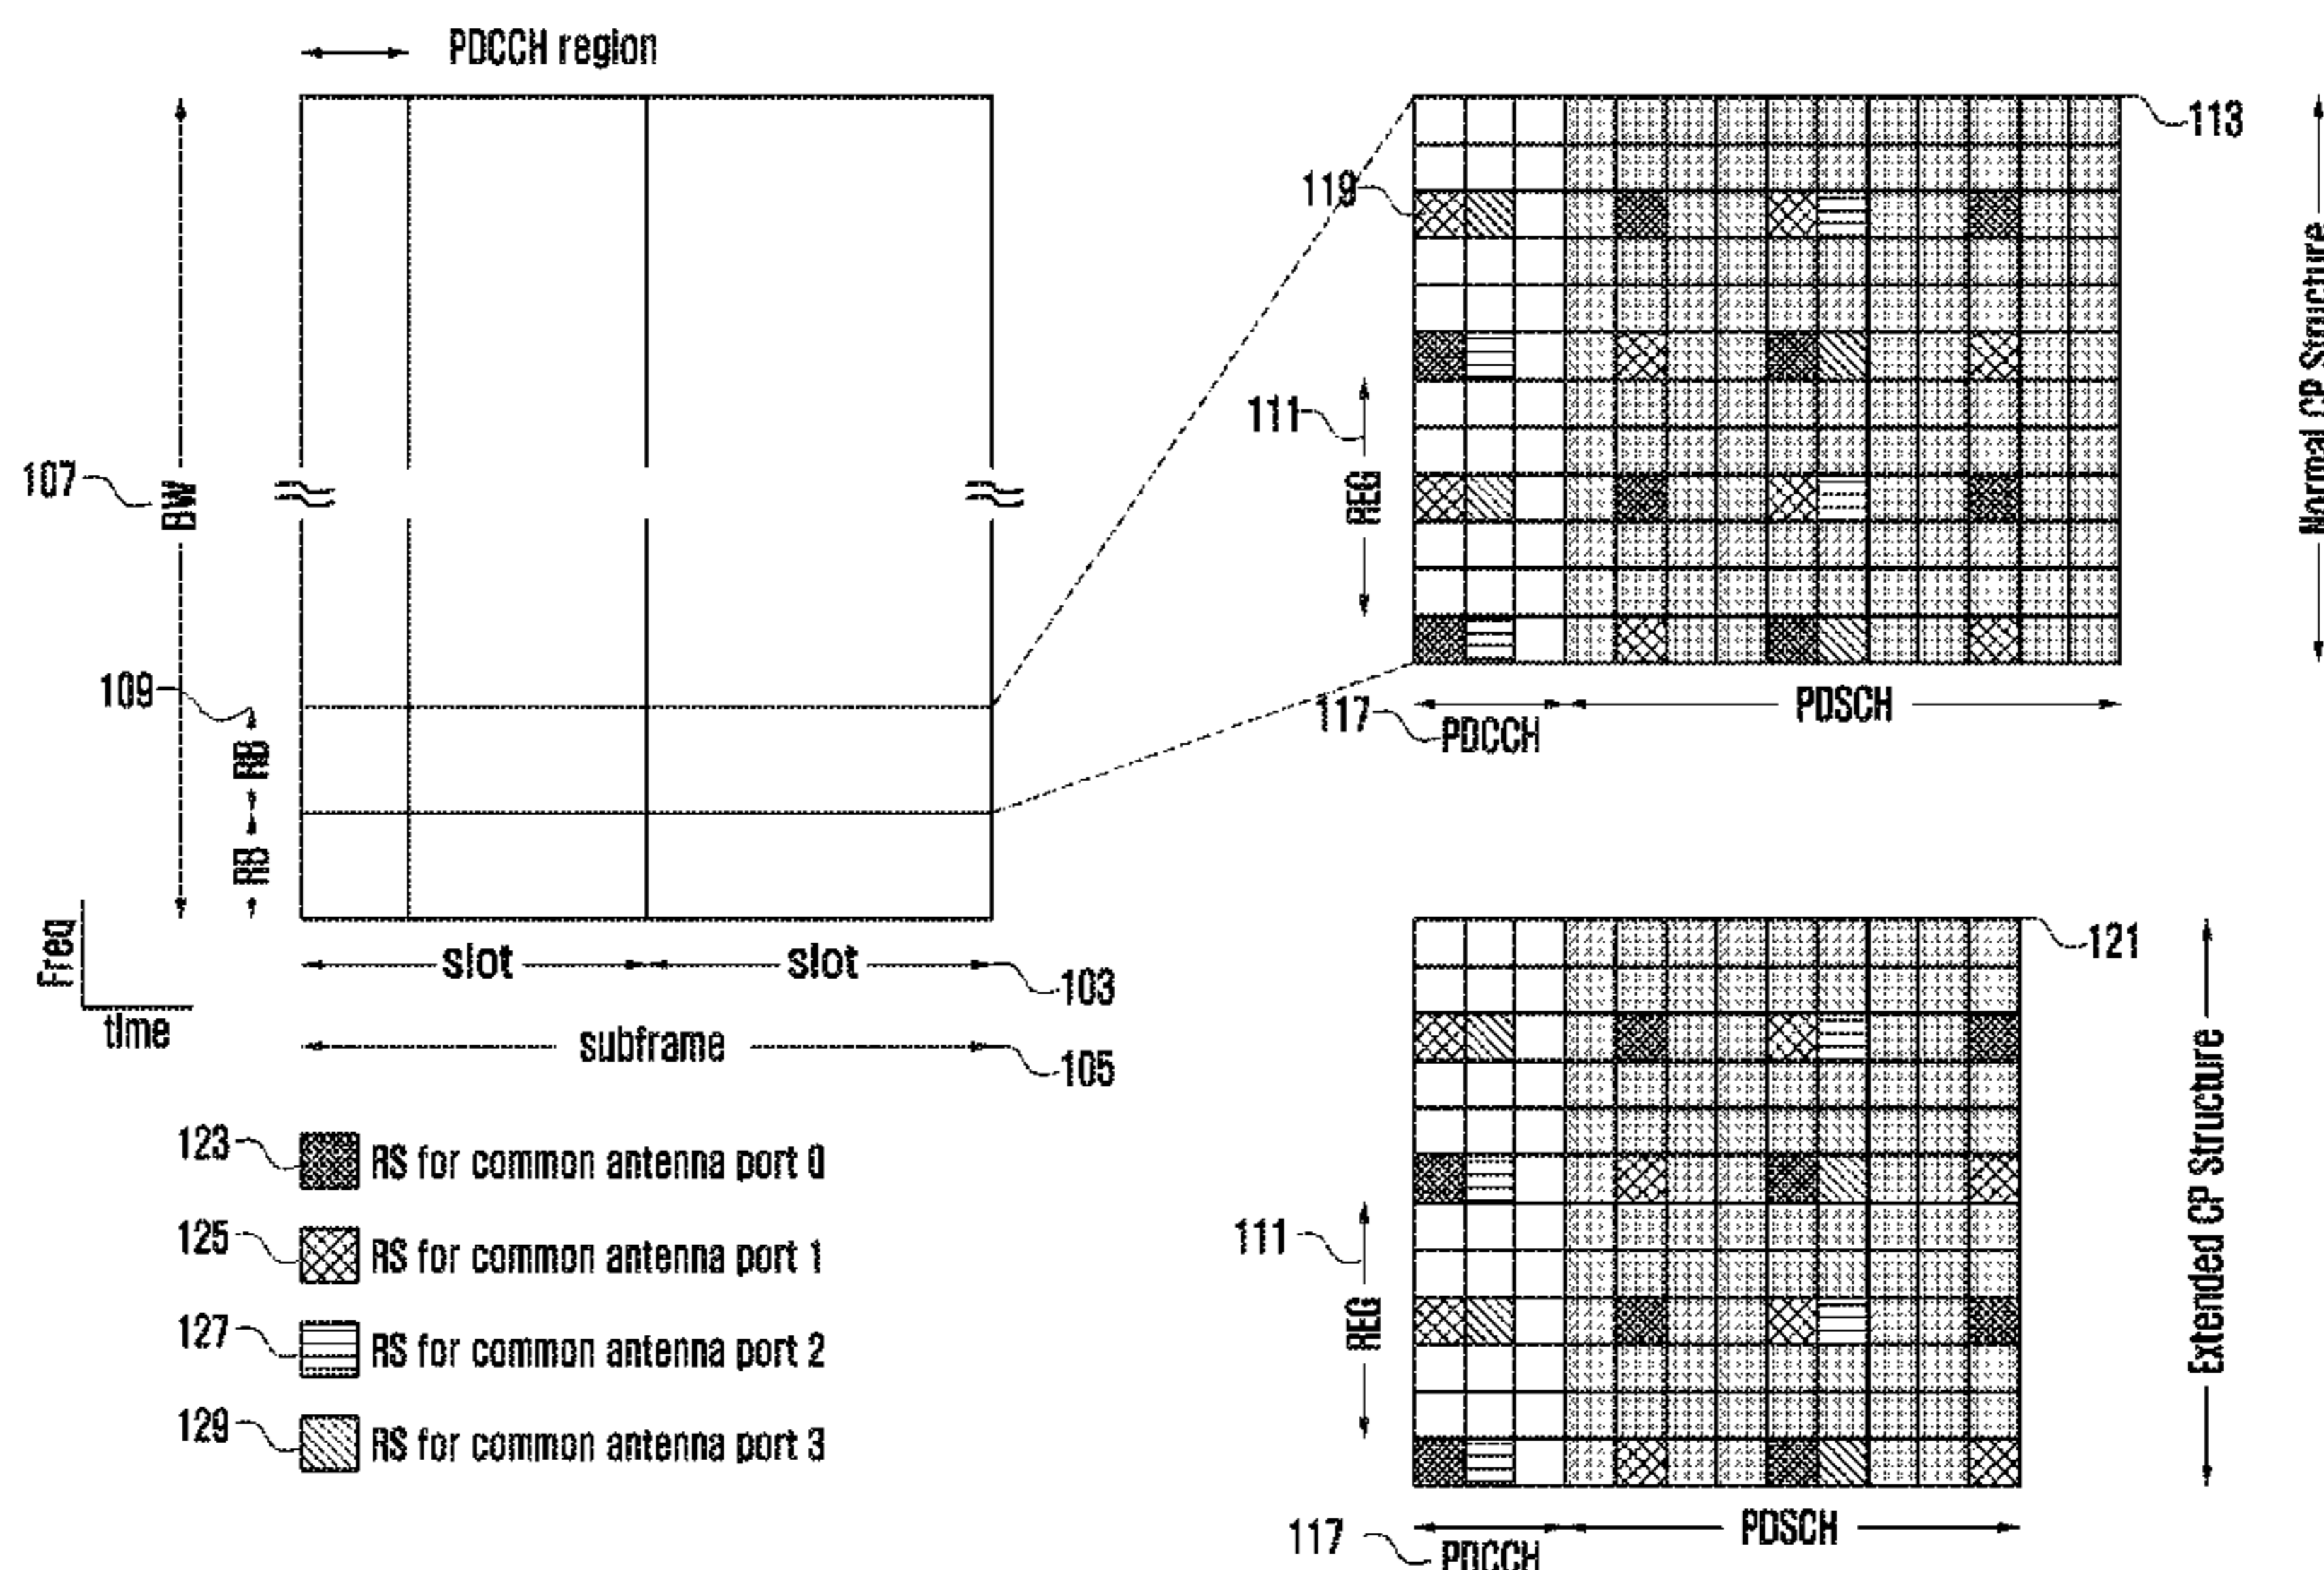 PDCCH region
107
BW
109
RB
RB
Freq
time
slot
slot
103
subframe
105
123
RS for common antenna port 0
125
RS for common antenna port 1
127
RS for common antenna port 2
129
RS for common antenna port 3
113
119
111
REG
Normal CP Structure
117
PDCCH
PDSCH
121
111
REG
Extended CP Structure
117
PDCCH
PDSCH